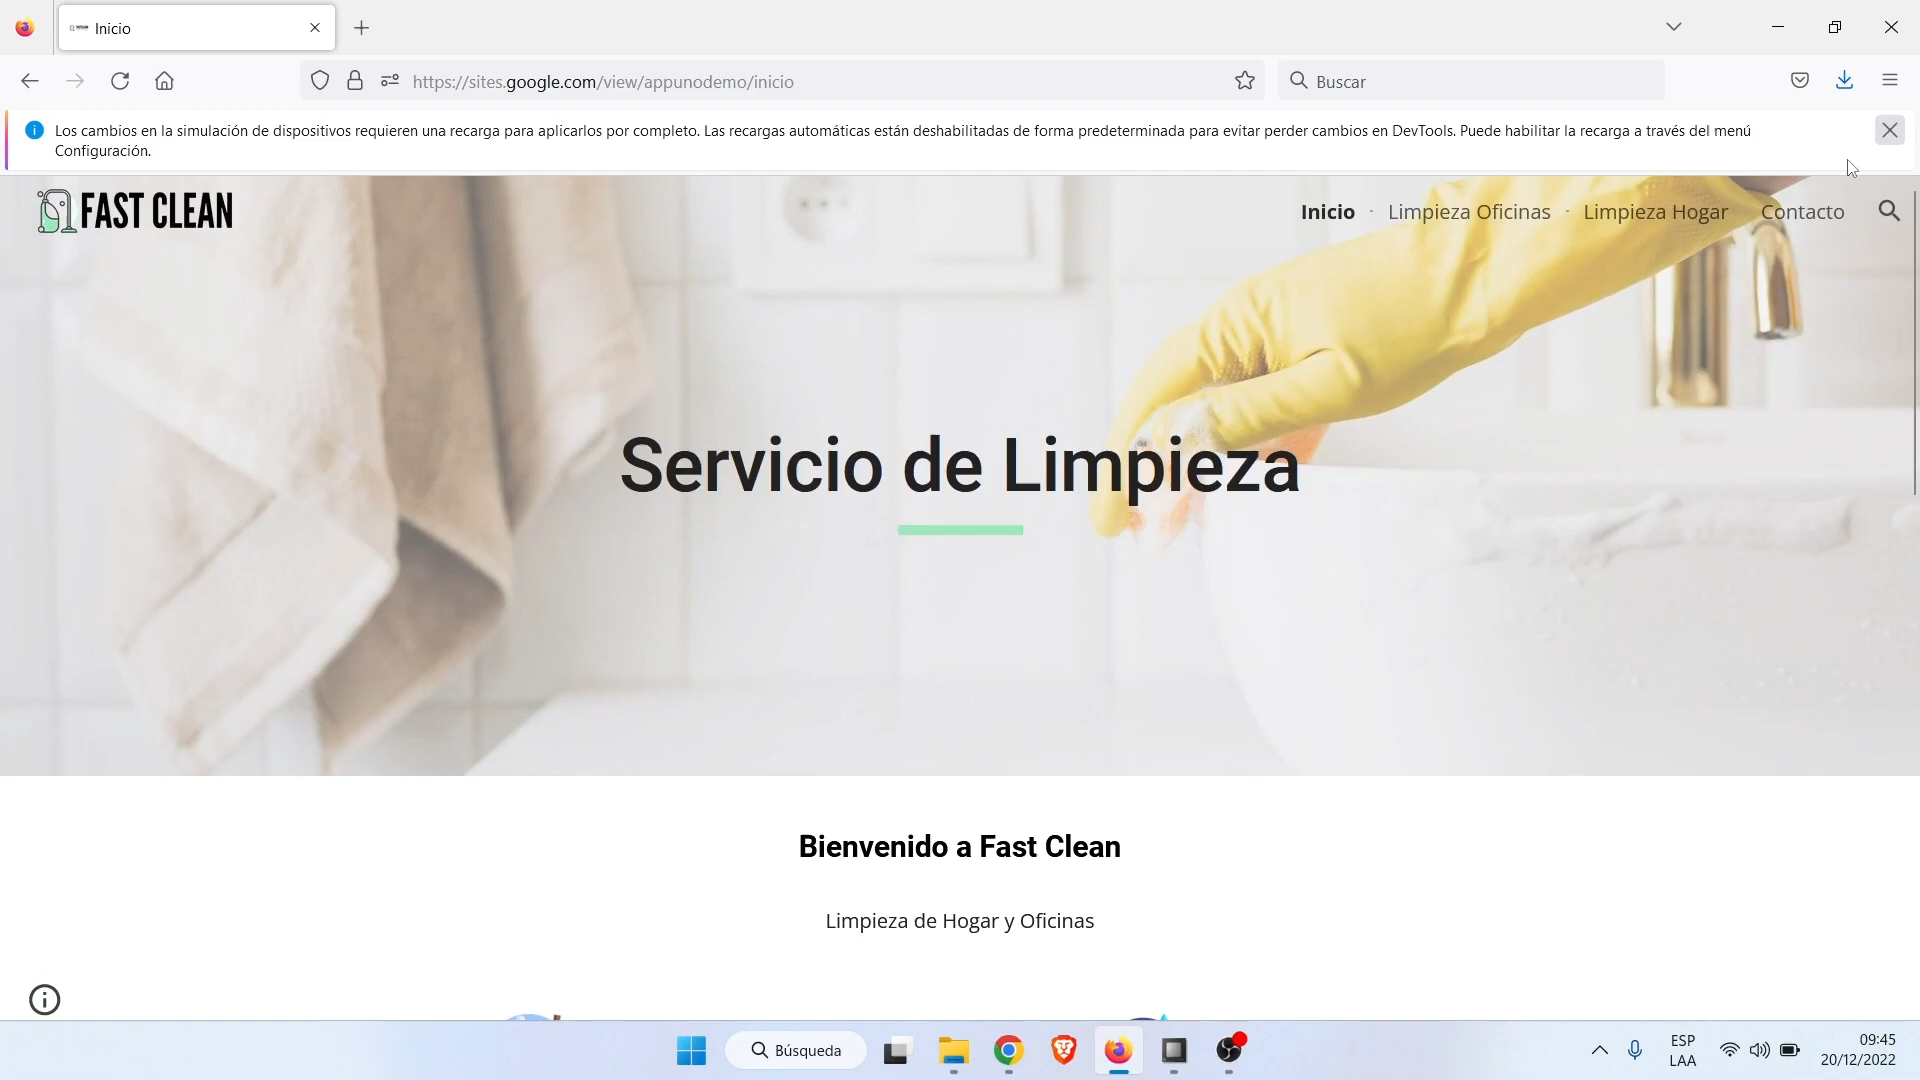 Inicio
https://sites.google.com/view/appunodemo/inicio
Buscar
Los cambios en la simulación de dispositivos requieren una recarga para aplicarlos por completo. Las recargas automáticas están deshabilitadas de forma predeterminada para evitar perder cambios en DevTools. Puede habilitar la recarga a través del menú
Configuración.
FAST CLEAN
Inicio
Limpieza Oficinas
Limpieza Hogar
Contacto
Servicio de Limpieza
Bienvenido a Fast Clean
Limpieza de Hogar y Oficinas
Búsqueda
ESP
LAA
09:45
20/12/2022